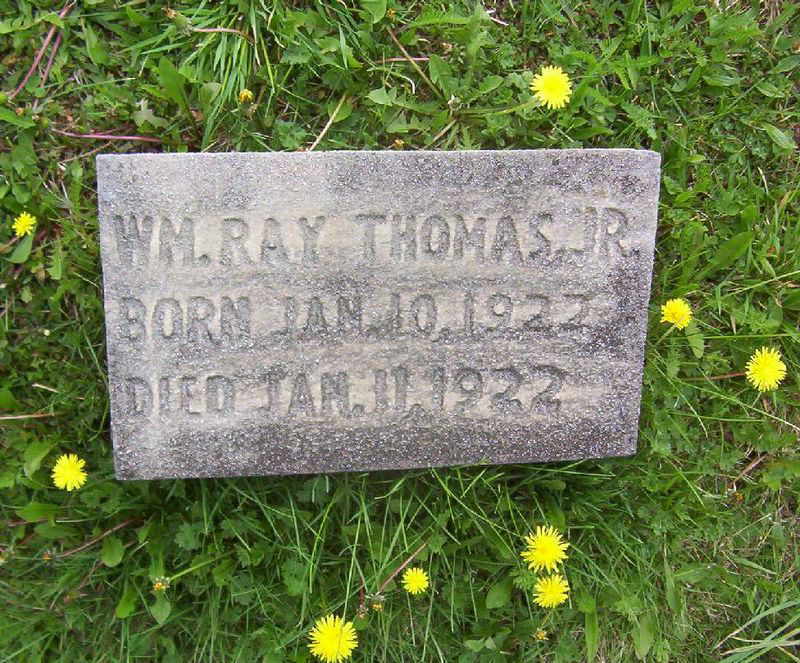 WM. RAY THOMAS, JR.
BORN JAN. 10, 1922
DIED JAN. 11, 1922